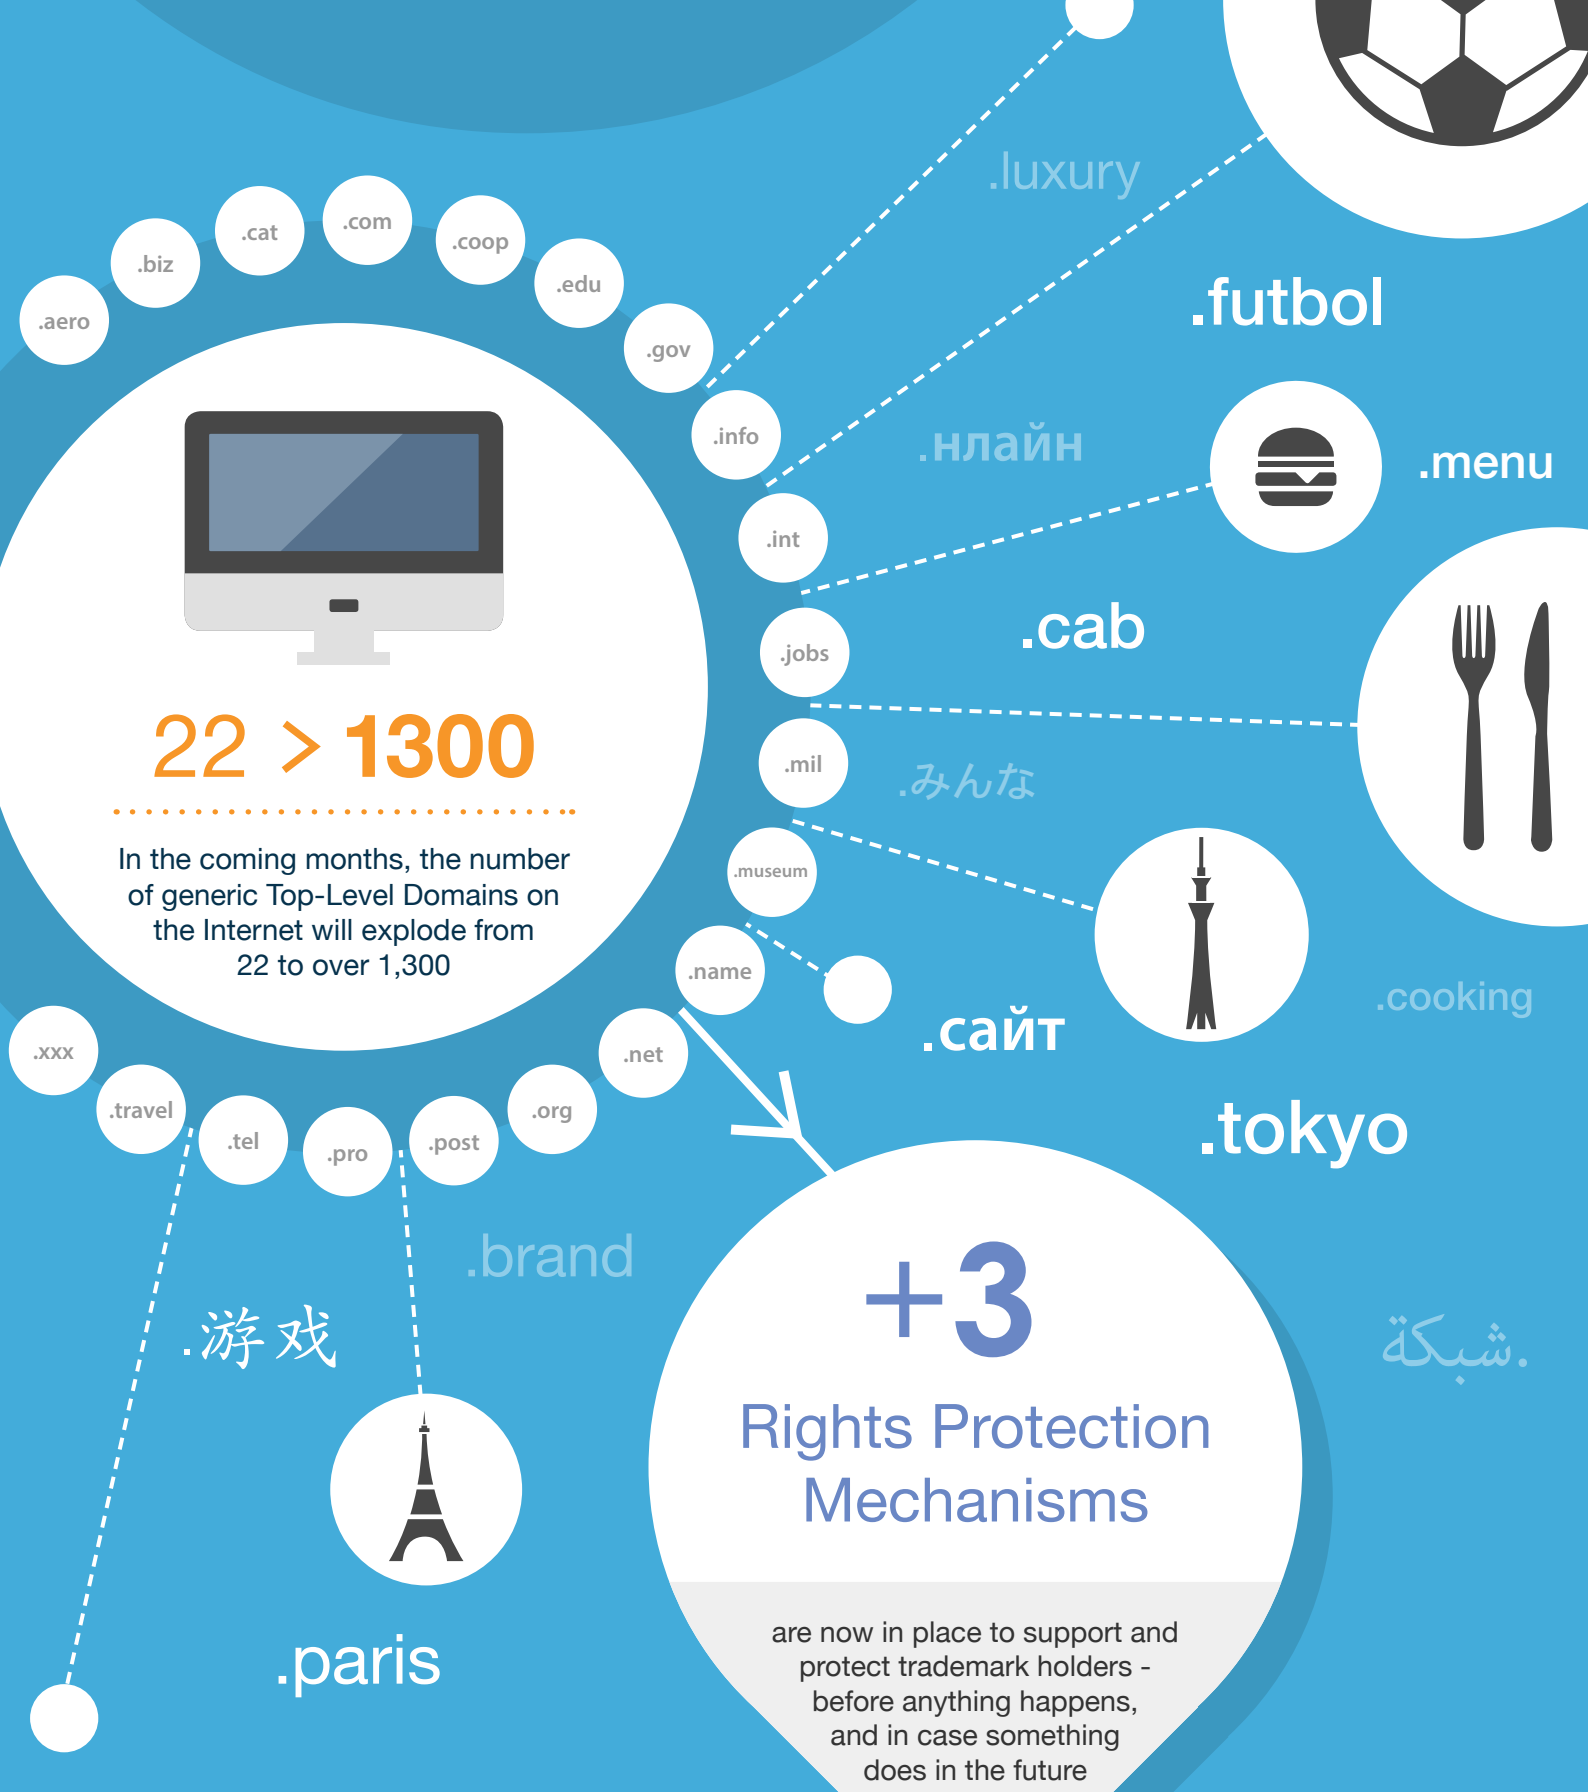 .luxury
.com
.cat
.coop
.biz
.edu
.aero
.gov
.futbol
.info
.нлайн
.menu
.int
.cab
.jobs
22 > 1300
.mil
.みんな
In the coming months, the number
of generic Top-Level Domains on
the Internet will explode from
22 to over 1,300
.museum
.name
.cooking
.сайт
.xxx
.net
.travel
.org
.tel
.post
.pro
.tokyo
.brand
+3
.游戏
.شبكة
Rights Protection
Mechanisms
are now in place to support and
protect trademark holders -
before anything happens,
and in case something
does in the future
.paris